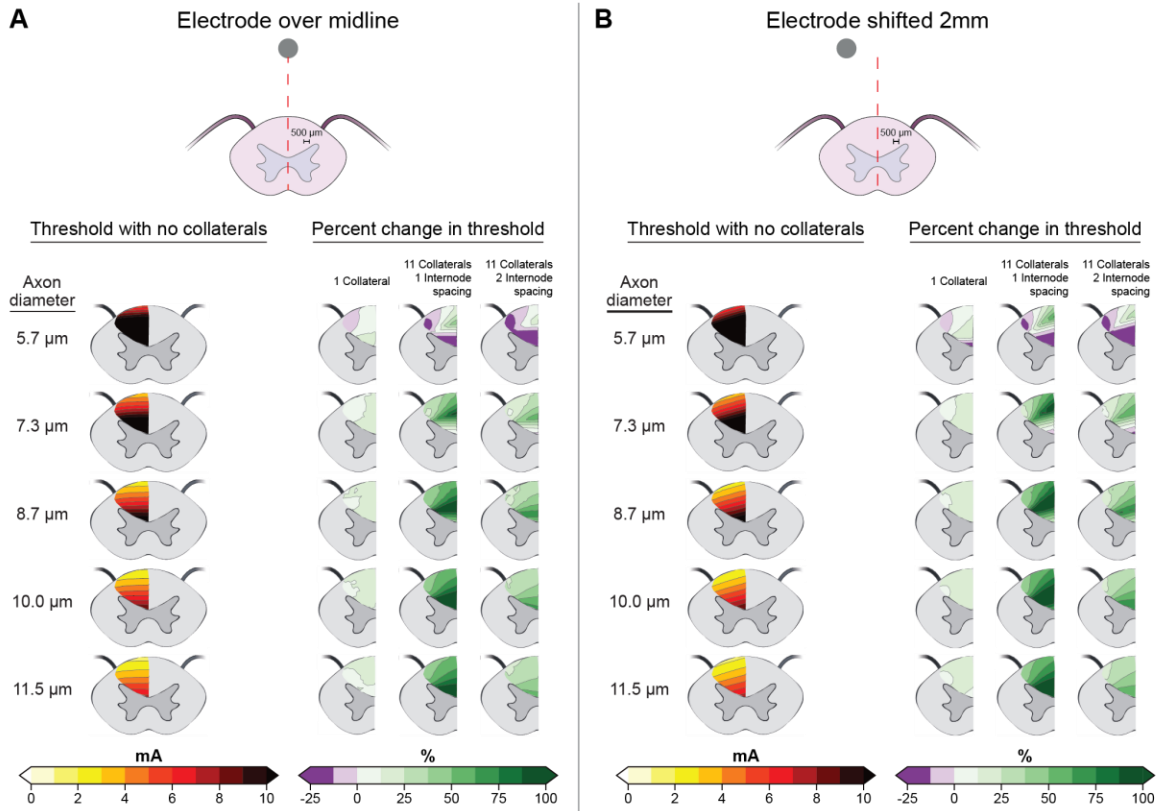 A
Electrode over midline
500 µm
Threshold with no collaterals
Percent change in threshold
Axon
diameter
1 Collateral
11 Collaterals
1 Internode
spacing
11 Collaterals
2 Internode
spacing
5.7 µm
7.3 µm
8.7 µm
10.0 µm
11.5 µm
mA
0 2 4 6 8 10
%
-25 0 25 50 75 100
B
Electrode shifted 2mm
500 µm
Threshold with no collaterals
Percent change in threshold
Axon
diameter
1 Collateral
11 Collaterals
1 Internode
spacing
11 Collaterals
2 Internode
spacing
5.7 µm
7.3 µm
8.7 µm
10.0 µm
11.5 µm
mA
0 2 4 6 8 10
%
-25 0 25 50 75 100